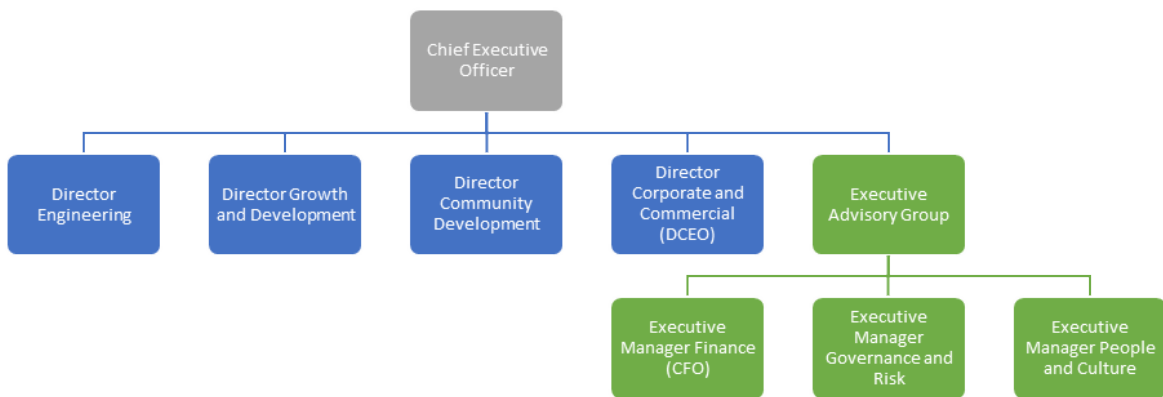 Chief Executive
Officer
Director
Engineering
Director Growth
and Development
Director
Community
Development
Director
Corporate and
Commercial
(DCEO)
Executive
Advisory Group
Executive
Manager Finance
(CFO)
Executive
Manager
Governance and
Risk
Executive
Manager People
and Culture